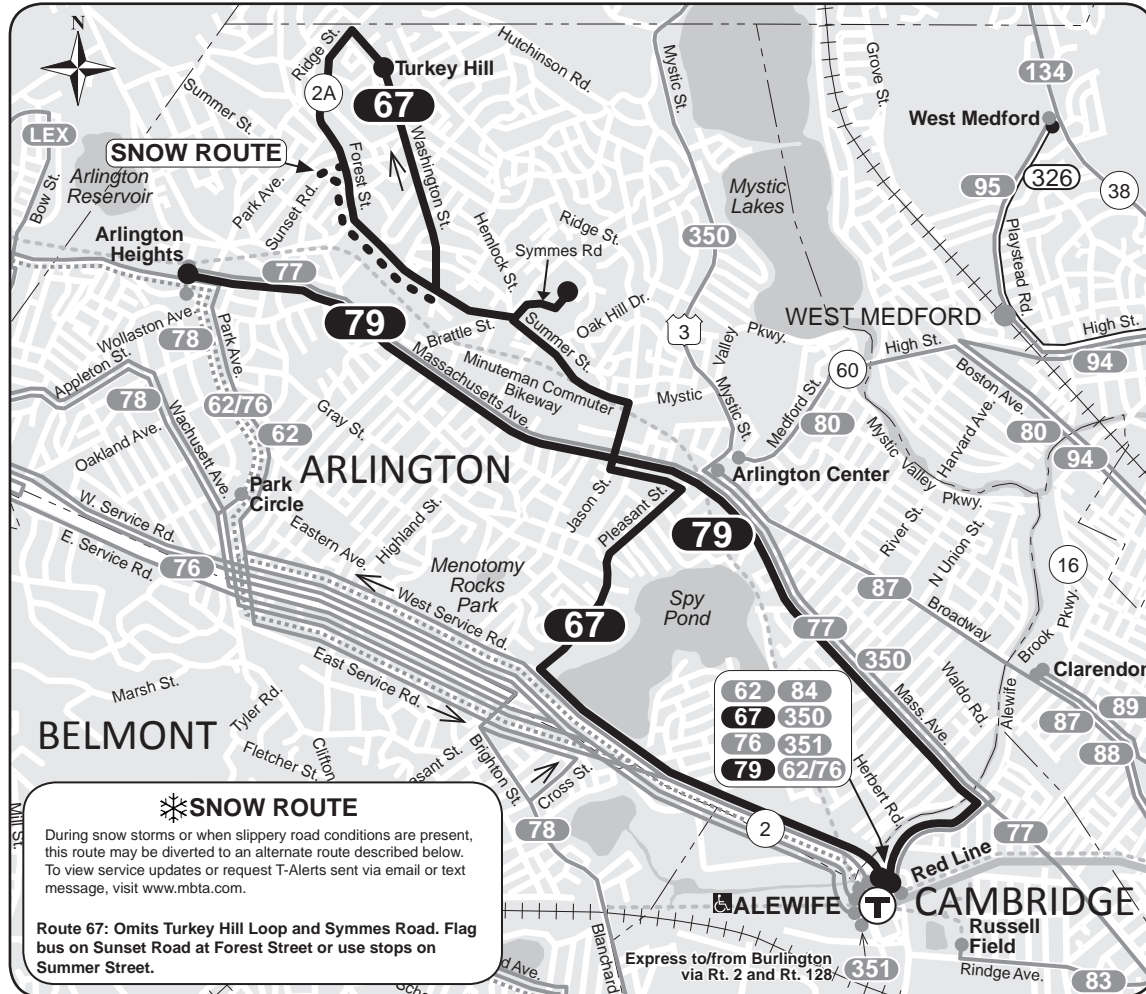 N
Ridge St.
Turkey Hill
2A
67
Hutchinson Rd.
Mystic St.
Grove St.
134
West Medford
Summer St.
LEX
SNOW ROUTE
Arlington
Reservoir
Bow St.
Park Ave.
Sunset Rd.
Forest St.
Washington St.
Hemlock St.
Ridge St.
Symmes Rd
Mystic
Lakes
95
326
38
Playstead Rd.
Arlington
Heights
77
350
79
Oak Hill Dr.
Summer St.
Brattle St.
3
Valley
Pkwy.
WEST MEDFORD
High St.
High St.
94
Wollaston Ave.
78
Park Ave.
Appleton St.
Massachusetts Ave.
Minuteman Commuter
Bikeway
Mystic
Mystic St.
Medford St.
60
80
Boston Ave.
Harvard Ave.
80
94
78
62/76
62
Gray St.
Oakland Ave.
Wachusett Ave.
ARLINGTON
Arlington Center
Mystic Valley
Pkwy.
Park
Circle
W. Service Rd.
E. Service Rd.
76
Eastern Ave.
Highland St.
Jason St.
Pleasant St.
79
River St.
N Union St.
16
Menotomy
Rocks
Park
West Service Rd.
67
Spy
Pond
87
Broadway
77
350
Brook
Pkwy.
Alewife
Clarendon
Waldo Rd.
Mass. Ave.
87
89
88
Marsh St.
Tyler Rd.
East Service Rd.
BELMONT
Fletcher St.
Clifton
easant St.
Brighton St.
Cross St.
62 84
67 350
76 351
79 62/76
Herbert Rd.
2
78
77
Mill St.
SNOW ROUTE
During snow storms or when slippery road conditions are present,
this route may be diverted to an alternate route described below.
To view service updates or request T-Alerts sent via email or text
message, visit www.mbta.com.
Route 67: Omits Turkey Hill Loop and Symmes Road. Flag
bus on Sunset Road at Forest Street or use stops on
Summer Street.
Red Line
ALEWIFE
T
CAMBRIDGE
Russell
Field
Blanchard
Express to/from Burlington
via Rt. 2 and Rt. 128
351
Rindge Ave.
83
d Ave.